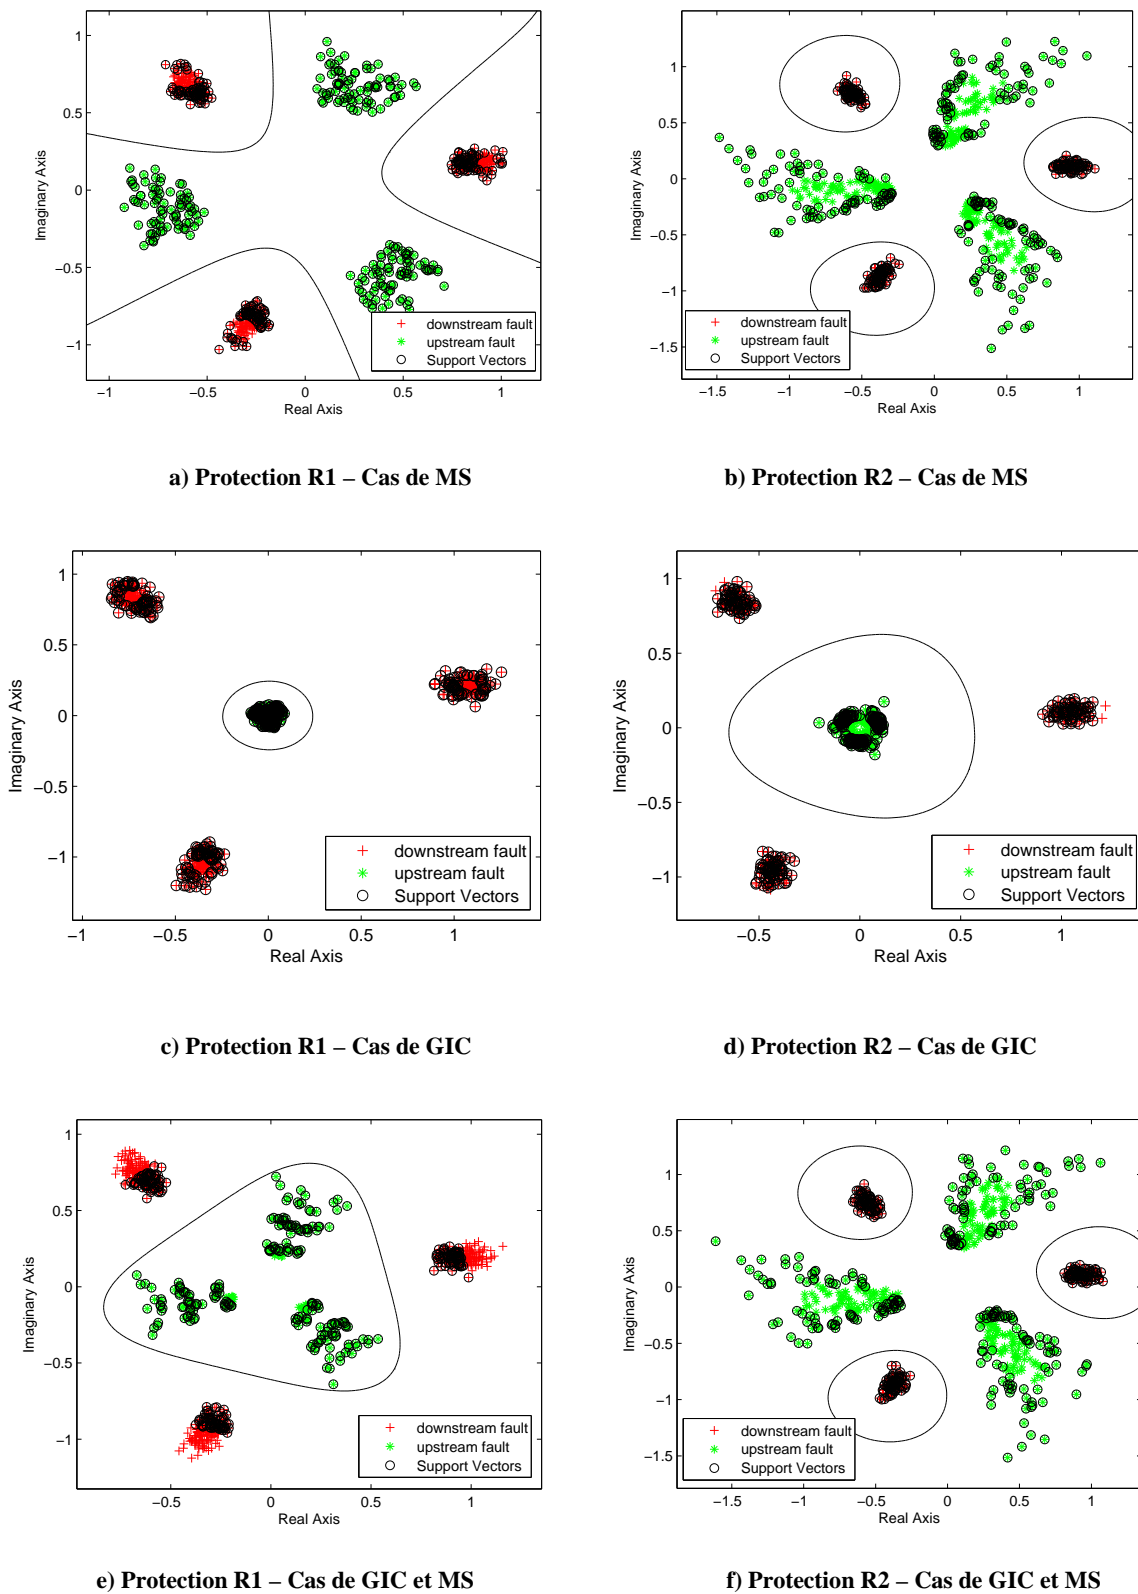 1
0.5
0
−0.5
−1
Imaginary Axis
−1
−0.5
0
0.5
1
Real Axis
downstream fault
upstream fault
Support Vectors
a) Protection R1 – Cas de MS
1.5
1
0.5
0
−0.5
−1
−1.5
Imaginary Axis
−1.5
−1
−0.5
0
0.5
1
Real Axis
downstream fault
upstream fault
Support Vectors
b) Protection R2 – Cas de MS
1
0.5
0
−0.5
−1
Imaginary Axis
−1
−0.5
0
0.5
1
Real Axis
downstream fault
upstream fault
Support Vectors
c) Protection R1 – Cas de GIC
1
0.5
0
−0.5
−1
Imaginary Axis
−0.5
0
0.5
1
Real Axis
downstream fault
upstream fault
Support Vectors
d) Protection R2 – Cas de GIC
1
0.5
0
−0.5
−1
Imaginary Axis
−0.5
0
0.5
1
Real Axis
downstream fault
upstream fault
Support Vectors
e) Protection R1 – Cas de GIC et MS
1
0.5
0
−0.5
−1
−1.5
Imaginary Axis
−1.5
−1
−0.5
0
0.5
1
Real Axis
downstream fault
upstream fault
Support Vectors
f) Protection R2 – Cas de GIC et MS